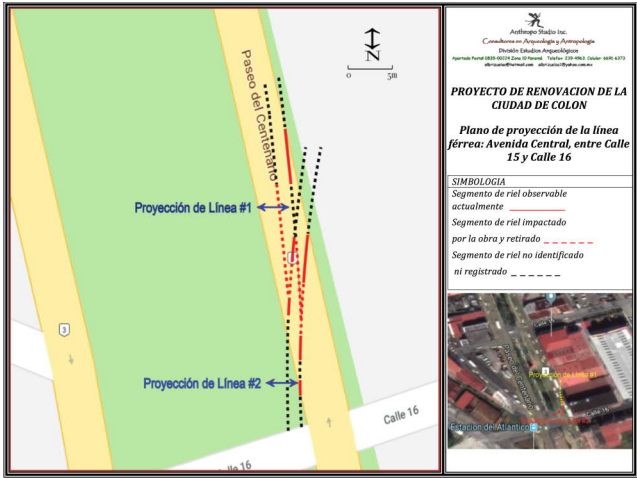 Paseo del Centenario
N
0 5m
Proyección de Línea #1
3
Proyección de Línea #2
Calle 16
Calle 16
Anthropo Studio Inc.
Consultores en Arqueología y Antropología
División Estudios Arqueológicos
PROYECTO DE RENOVACION DE LA
CIUDAD DE COLON
Plano de proyección de la línea
férrea: Avenida Central, entre Calle
15 y Calle 16
SIMBOLOGIA
Segmento de riel observable
actualmente
Segmento de riel impactado
por la obra y retirado
Segmento de riel no identificado
ni registrado
Paseo del Centenario
Proyección de Línea #1
Calle 16
Estación del Atlantico